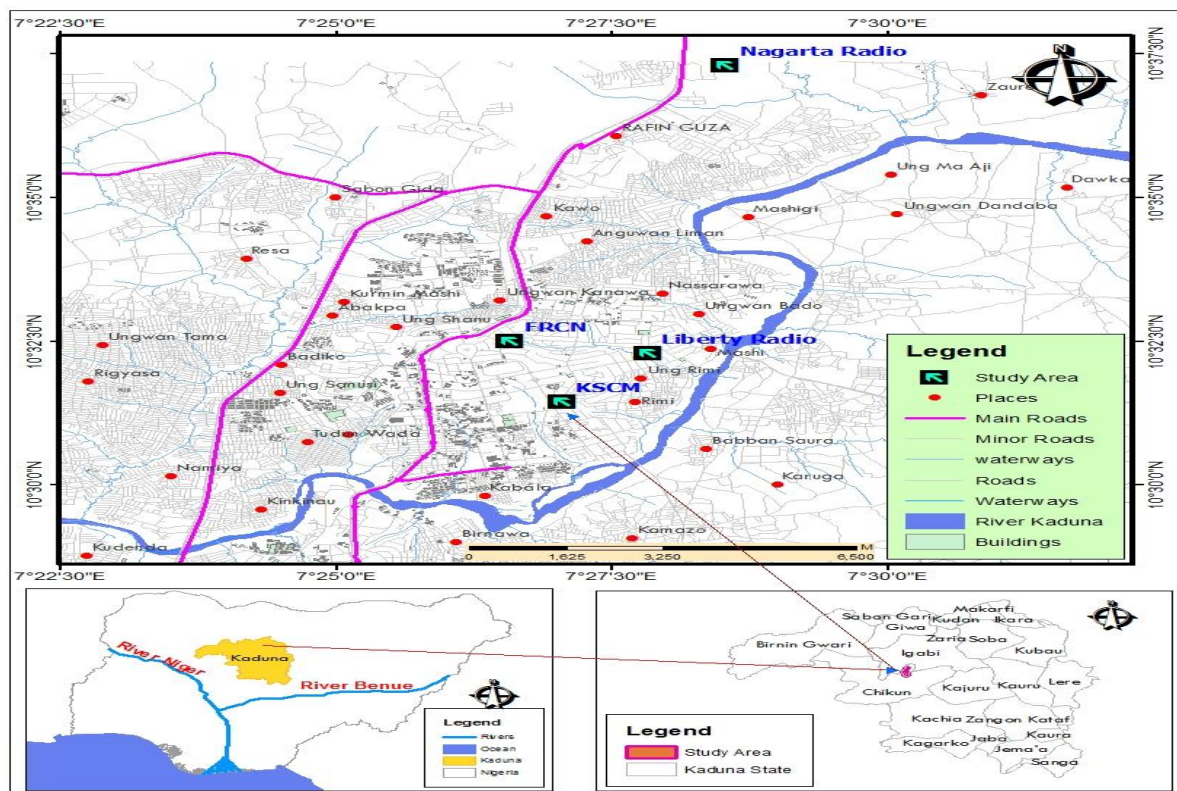 7°22'30"E
7°25'0"E
7°27'30"E
7°30'0"E
10°37'30"N
Nagarta Radio
N
Zaure
RAFIN GUZA
Ung Ma Aji
10°35'0"N
Sabon Gida
Dawka
10°35'0"N
Kawo
Mashigi
Ungwan Dandaba
Anguwan Liman
Resa
Kurmin Mashi
Ungwan Kanawa
Nassarawa
Abakpa
Ungwan Bado
Ung Shanu
FRCN
10°32'30"N
Ungwan Tama
Liberty Radio
10°32'30"N
Badiko
Mashi
Rigyasa
Ung Sanusi
Ung Rimi
KSCM
Rimi
Tudun Wada
Babban Saura
Namiya
10°30'0"N
Kabala
Karuga
10°30'0"N
Kinkinau
Kudenda
Birnawa
Kamazo
M
0 1,625 3,250 6,500
Legend
Study Area
Places
Main Roads
Minor Roads
waterways
Roads
Waterways
River Kaduna
Buildings
7°22'30"E
7°25'0"E
7°27'30"E
7°30'0"E
River Niger
Kaduna
River Benue
N
Legend
Rivers
Ocean
Kaduna
Nigeria
Makarfi
Saban Gari
Kudan
Ikara
Giwa
N
Zaria
Soba
Birnin Gwari
Igabi
Kubau
Chikun
Kajuru
Kauru
Lere
Kachia
Zangon
Kataf
Kagarko
Jaba
Kaura
Jema'a
Sanga
Legend
Study Area
Kaduna State